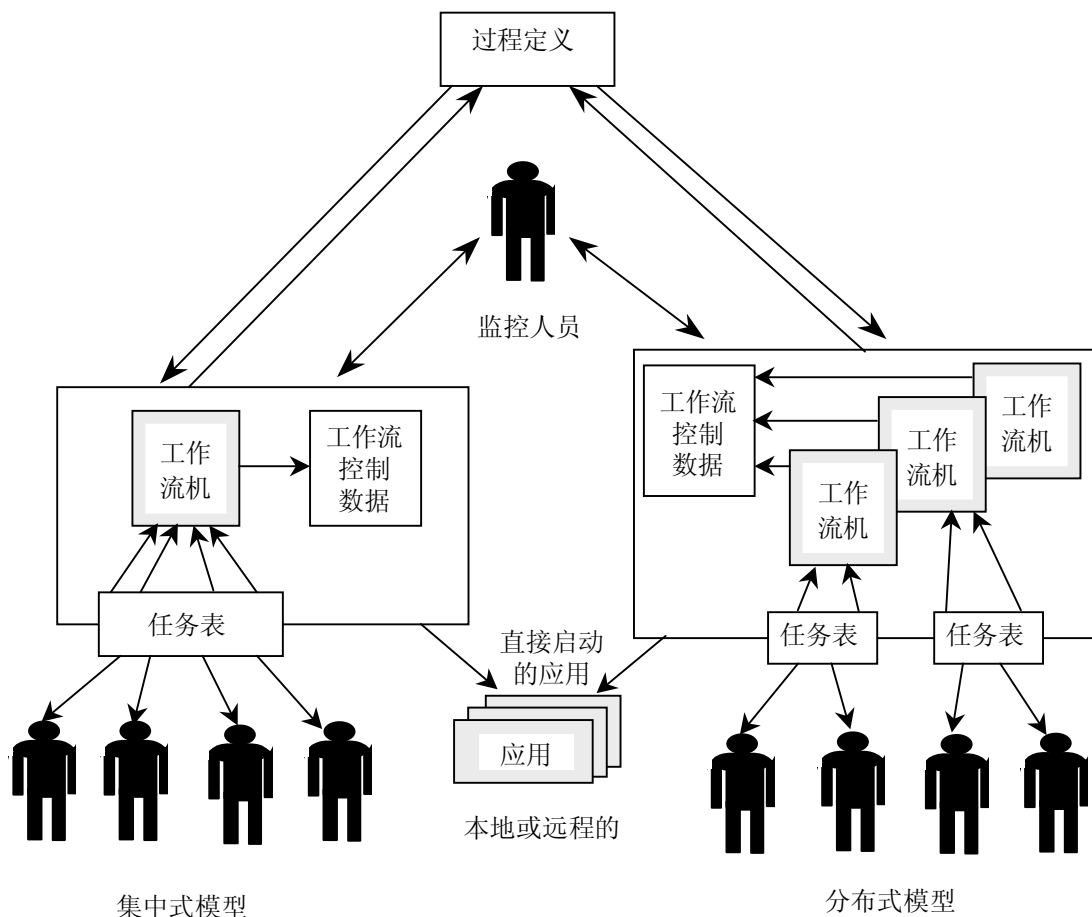 过程定义
监控人员
工作
流机
工作流
控制
数据
任务表
集中式模型
直接启动
的应用
应用
本地或远程的
工作流
控制
数据
工作
流机
工作
流机
工作
流机
任务表
任务表
分布式模型